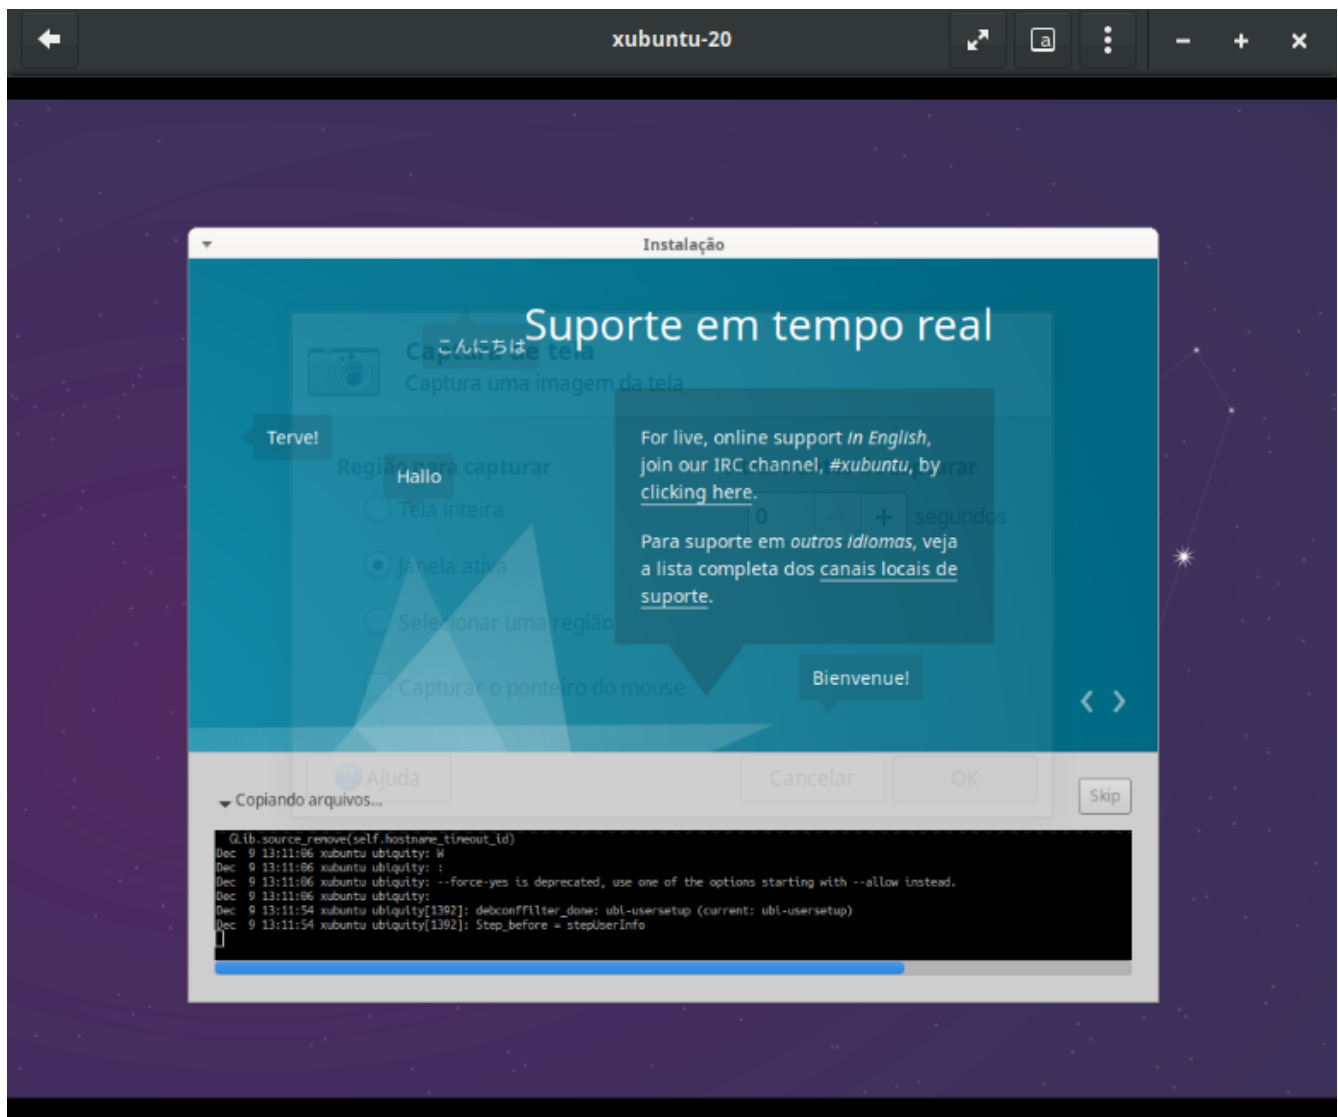 xubuntu-20
a
Instalação
Suporte em tempo real
こんにちは
Captura de tela
Captura uma imagem da tela
Terve!
For live, online support in English,
join our IRC channel, #xubuntu, by
clicking here.
Região para capturar
capturar
Hallo
Tela inteira
0 − + segundos
Para suporte em outros idiomas, veja
a lista completa dos canais locais de
suporte.
Janela ativa
Selecionar uma região
Capturar o ponteiro do mouse
Bienvenue!
Ajuda
Cancelar
OK
Copiando arquivos...
Skip
GLib.source_remove(self.hostname_timeout_id)
Dec 9 13:11:06 xubuntu ubiquity: W
Dec 9 13:11:06 xubuntu ubiquity: :
Dec 9 13:11:06 xubuntu ubiquity: --force-yes is deprecated, use one of the options starting with --allow instead.
Dec 9 13:11:06 xubuntu ubiquity:
Dec 9 13:11:54 xubuntu ubiquity[1392]: debconffilter_done: ubi-usersetup (current: ubi-usersetup)
Dec 9 13:11:54 xubuntu ubiquity[1392]: Step_before = stepUserInfo